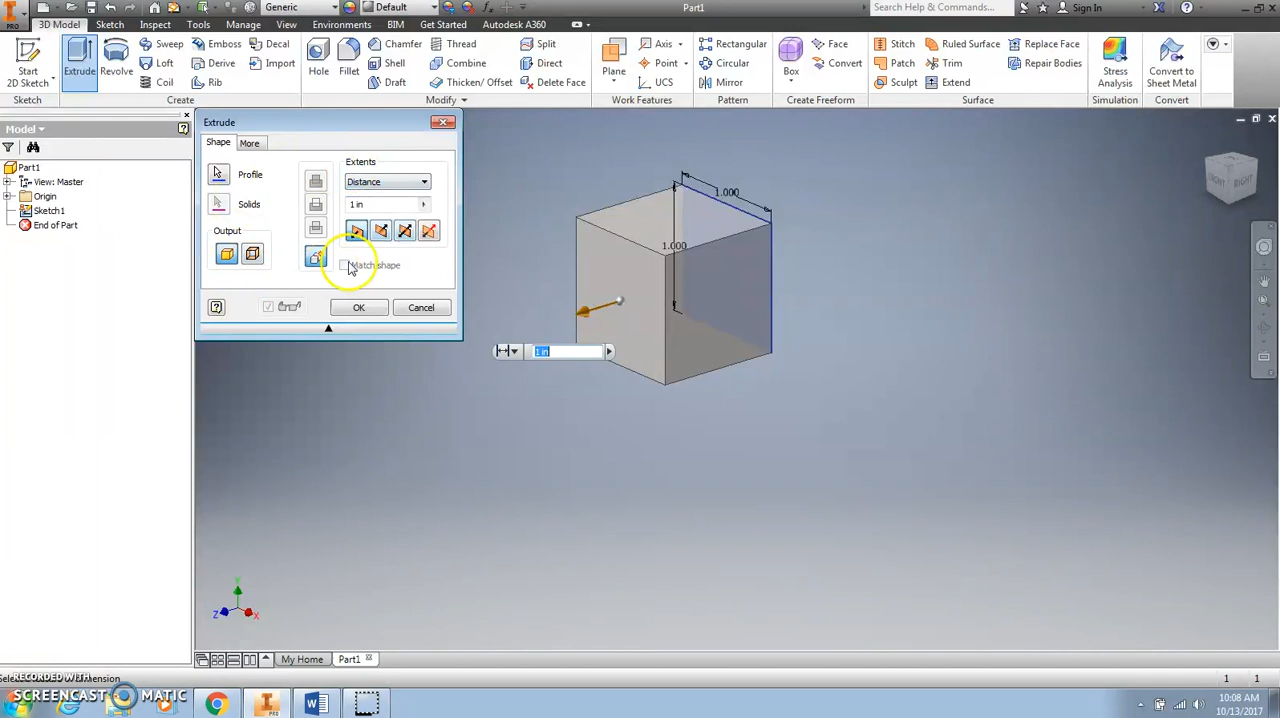 Generic Default Part1 Search Help & Commands... Sign In
PRO 3D Model Sketch Inspect Tools Manage View Environments BIM Get Started Autodesk A360
Start 2D Sketch Extrude Revolve Sweep Emboss Decal Hole Fillet Chamfer Thread Split Plane Axis Rectangular Box Face Stitch Ruled Surface Replace Face Stress Analysis Convert to Sheet Metal
Loft Derive Import Shell Combine Direct Point Circular Convert Patch Trim Repair Bodies
Coil Rib Draft Thicken/ Offset Delete Face UCS Mirror Sculpt Extend
Sketch Create Modify Work Features Pattern Create Freeform Surface Simulation Convert
Model
Part1
View: Master
Origin
Sketch1
End of Part
Extrude
Shape More
Profile
Solids
Output
Extents
Distance
1 in
Match shape
OK Cancel
1.000
1.000
1 in
FRONT RIGHT
Y
Z X
My Home Part1
RECORDED WITH
SCREENCAST MATIC
1 1
10:08 AM
10/13/2017